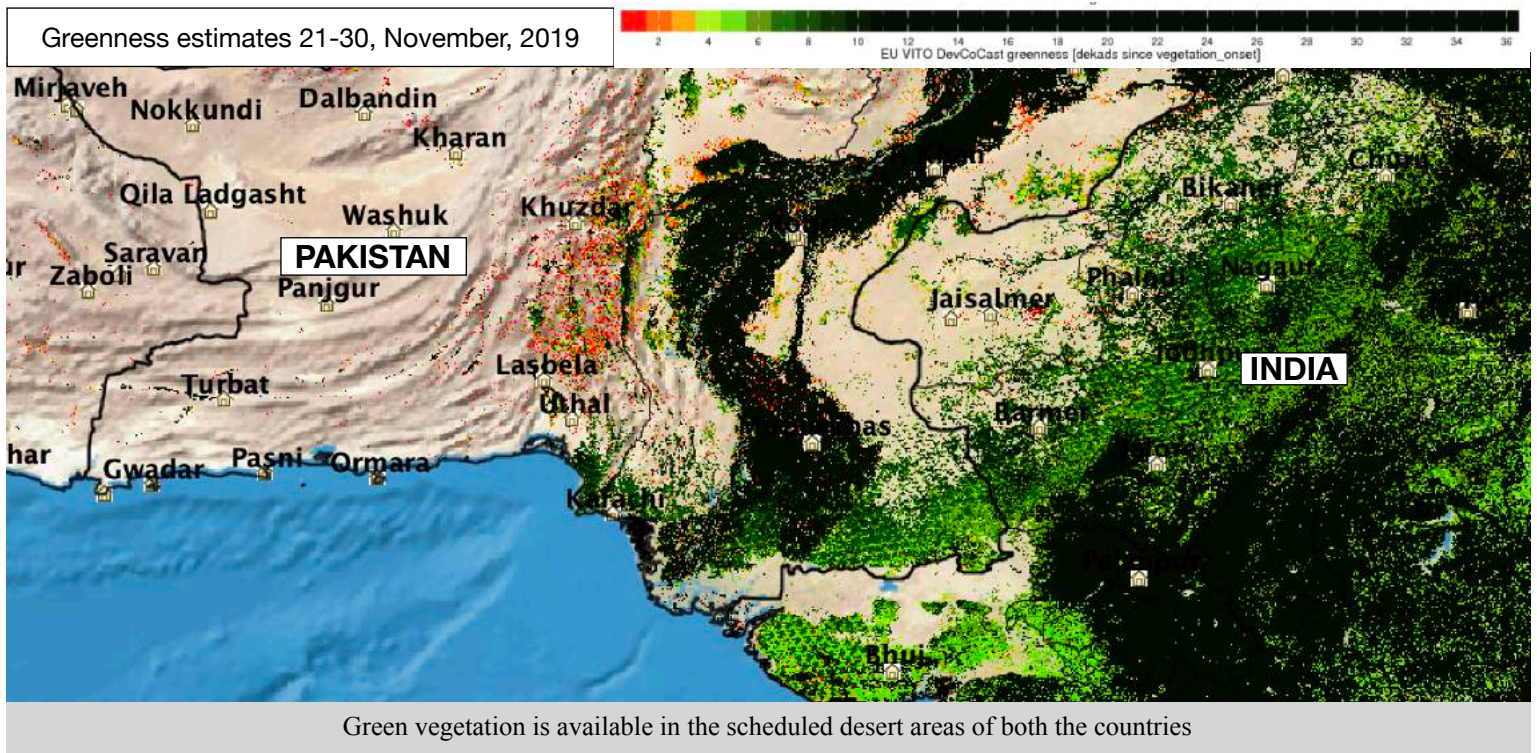 Greenness estimates 21-30, November, 2019
2 4 6 8 10 12 14 16 18 20 22 24 26 28 30 32 34 36
EU VITO DevCoCast greenness [dekads since vegetation_onset]
Mirjaveh
Nokkundi
Dalbandin
Kharan
Churu
Qila Ladgasht
Washuk
Khuzdar
Bikaner
Saravan
PAKISTAN
Zaboli
Panjgur
Phalodi
Nagaur
Jaisalmer
Lasbela
Jodhpur
INDIA
Turbat
Uthal
Barmer
har
Gwadar
Pasni
Ormara
Karachi
Palanpur
Bhuj
Green vegetation is available in the scheduled desert areas of both the countries